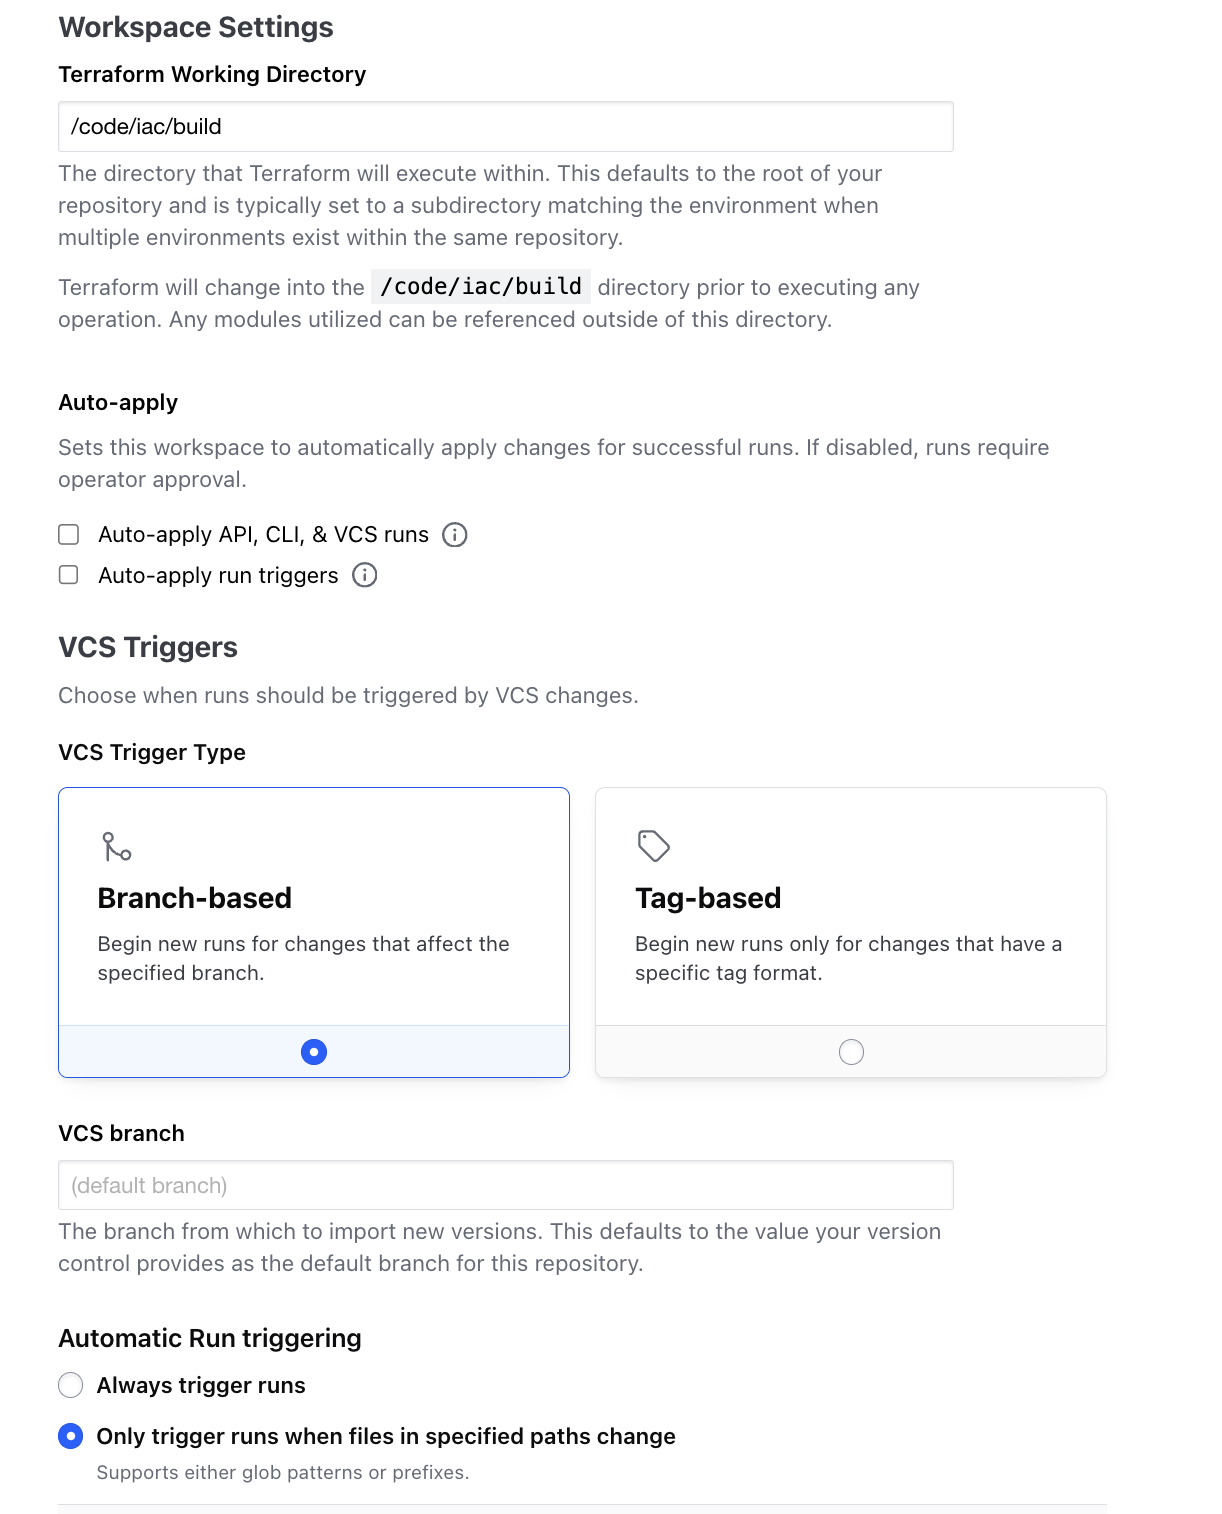 Workspace Settings
Terraform Working Directory
/code/iac/build
The directory that Terraform will execute within. This defaults to the root of your
repository and is typically set to a subdirectory matching the environment when
multiple environments exist within the same repository.
Terraform will change into the /code/iac/build directory prior to executing any
operation. Any modules utilized can be referenced outside of this directory.
Auto-apply
Sets this workspace to automatically apply changes for successful runs. If disabled, runs require
operator approval.
Auto-apply API, CLI, & VCS runs
Auto-apply run triggers
VCS Triggers
Choose when runs should be triggered by VCS changes.
VCS Trigger Type
Branch-based
Begin new runs for changes that affect the
specified branch.
Tag-based
Begin new runs only for changes that have a
specific tag format.
VCS branch
(default branch)
The branch from which to import new versions. This defaults to the value your version
control provides as the default branch for this repository.
Automatic Run triggering
Always trigger runs
Only trigger runs when files in specified paths change
Supports either glob patterns or prefixes.